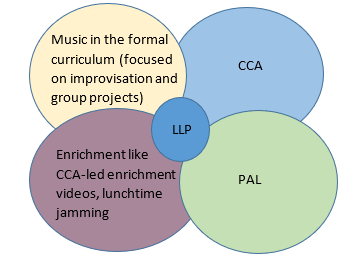 Music in the formal
curriculum (focused
on improvisation and
group projects)
CCA
LLP
Enrichment like
CCA-led enrichment
videos, lunchtime
jamming
PAL